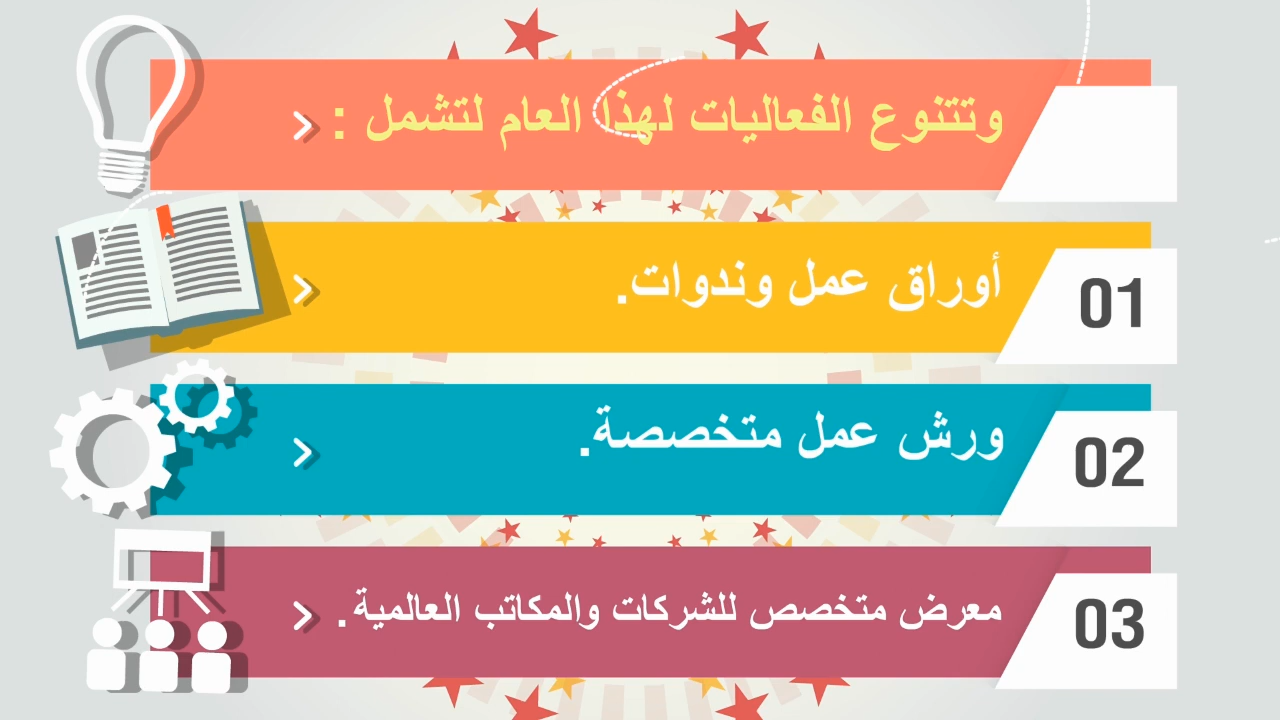 وتتنوع الفعاليات لهذا العام لتشمل :
01 أوراق عمل وندوات.
02 ورش عمل متخصصة.
03 معرض متخصص للشركات والمكاتب العالمية .